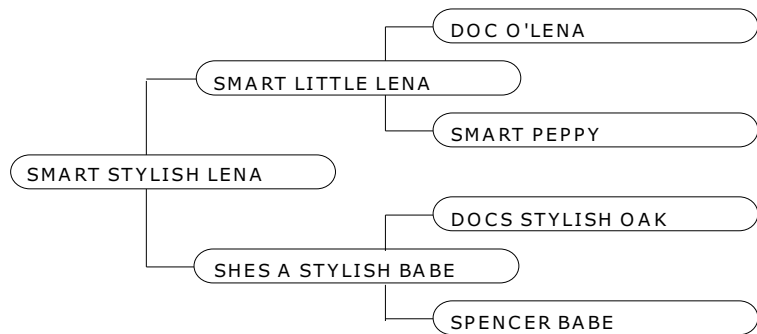 DOC O'LENA
SMART LITTLE LENA
SMART PEPPY
SMART STYLISH LENA
DOCS STYLISH OAK
SHES A STYLISH BABE
SPENCER BABE